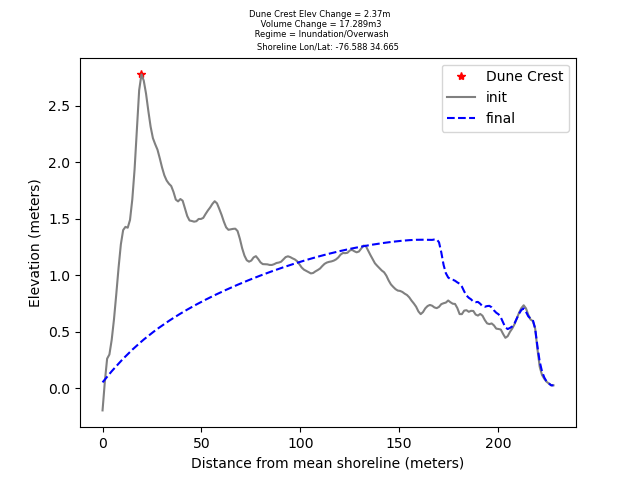 Dune Crest Elev Change = 2.37m
Volume Change = 17.289m3
Regime = Inundation/Overwash
Shoreline Lon/Lat: -76.588 34.665
Dune Crest
init
final
Elevation (meters)
2.5
2.0
1.5
1.0
0.5
0.0
0 50 100 150 200
Distance from mean shoreline (meters)